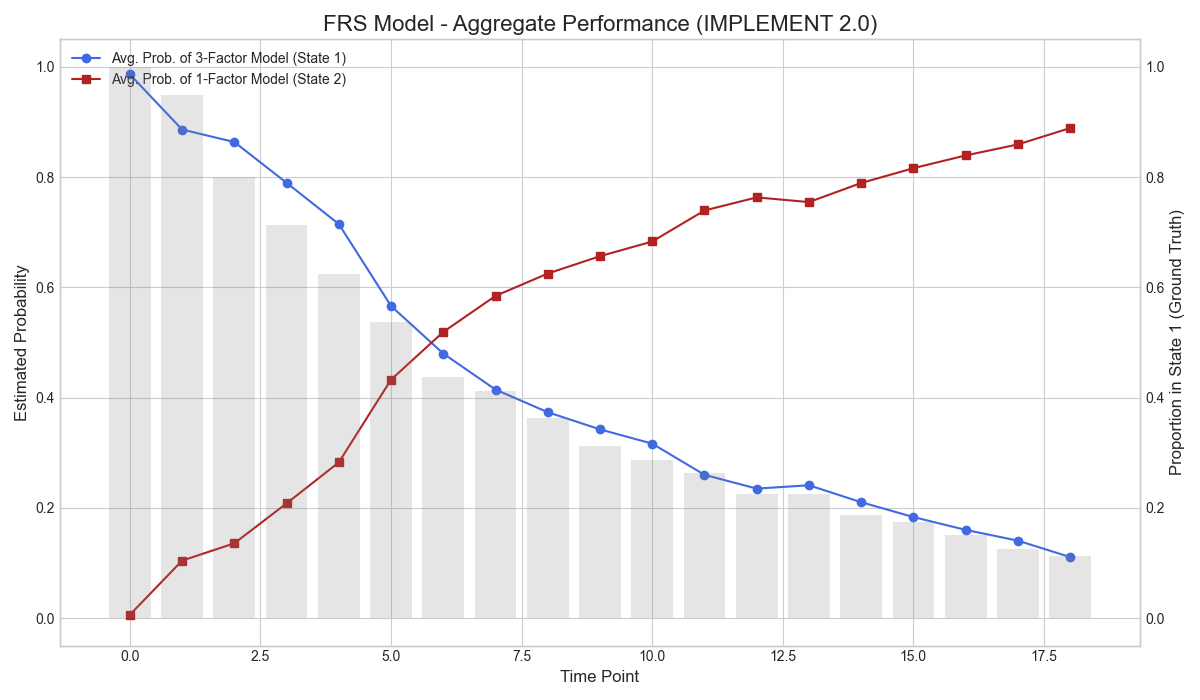 FRS Model - Aggregate Performance (IMPLEMENT 2.0)
Avg. Prob. of 3-Factor Model (State 1)
Avg. Prob. of 1-Factor Model (State 2)
1.0
0.8
0.6
0.4
0.2
0.0
Estimated Probability
1.0
0.8
0.6
0.4
0.2
0.0
Proportion in State 1 (Ground Truth)
0.0 2.5 5.0 7.5 10.0 12.5 15.0 17.5
Time Point